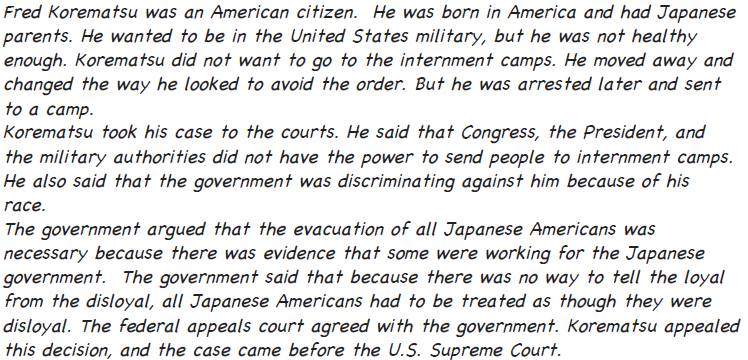 Fred Korematsu was an American citizen.  He was born in America and had Japanese
parents. He wanted to be in the United States military, but he was not healthy
enough. Korematsu did not want to go to the internment camps. He moved away and
changed the way he looked to avoid the order. But he was arrested later and sent
to a camp.
Korematsu took his case to the courts. He said that Congress, the President, and
the military authorities did not have the power to send people to internment camps.
He also said that the government was discriminating against him because of his
race.
The government argued that the evacuation of all Japanese Americans was
necessary because there was evidence that some were working for the Japanese
government.  The government said that because there was no way to tell the loyal
from the disloyal, all Japanese Americans had to be treated as though they were
disloyal. The federal appeals court agreed with the government. Korematsu appealed
this decision, and the case came before the U.S. Supreme Court.